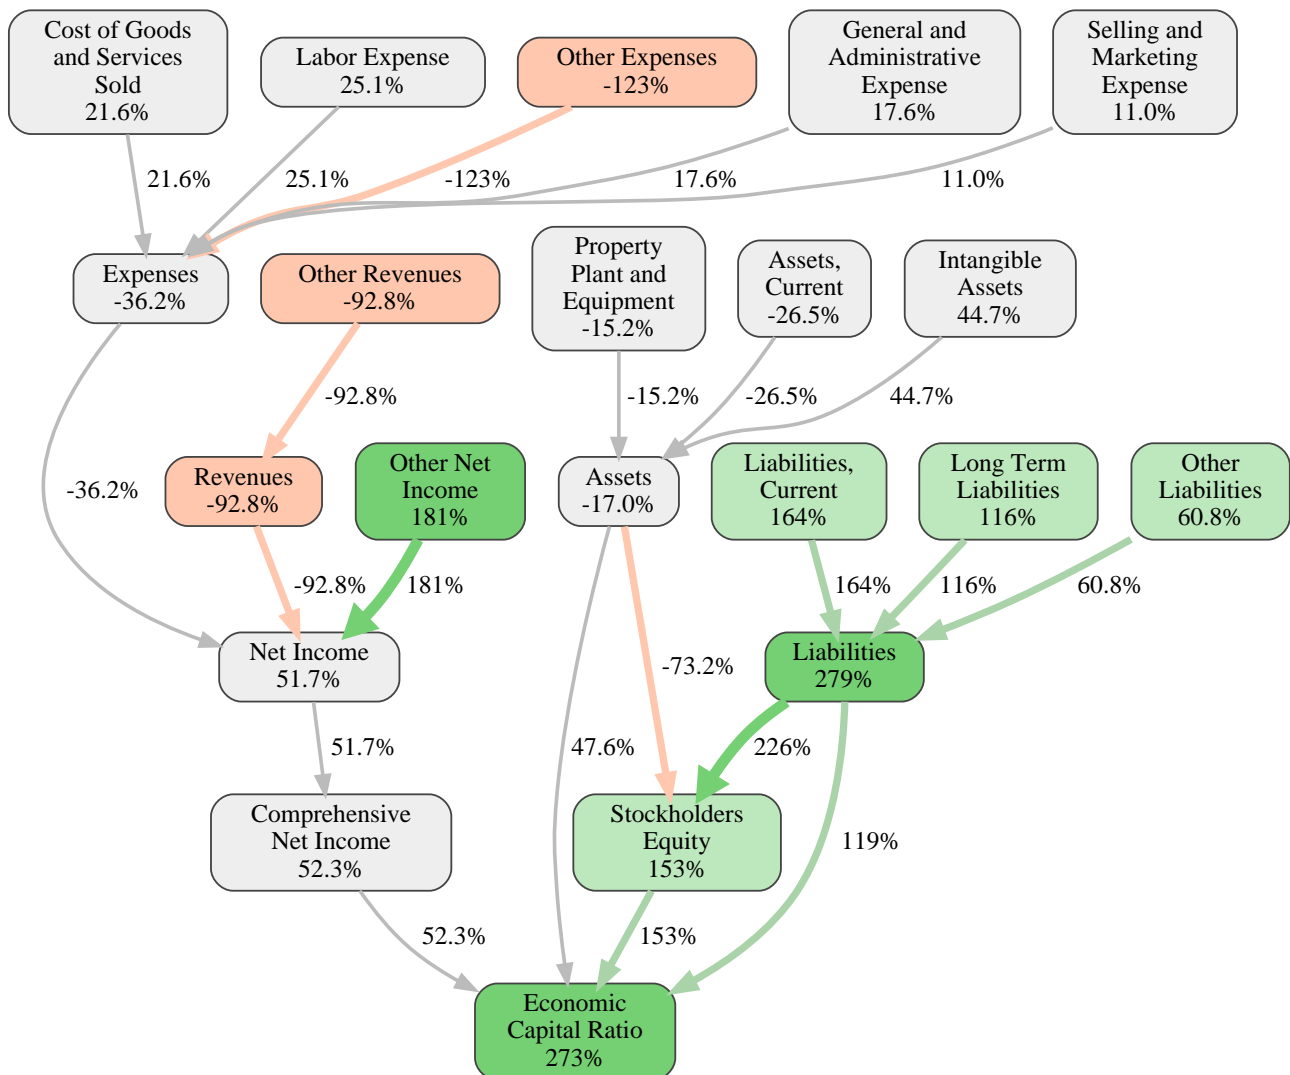 Cost of Goods
and Services
Sold
21.6%
Labor Expense
25.1%
Other Expenses
-123%
General and
Administrative
Expense
17.6%
Selling and
Marketing
Expense
11.0%
21.6%
25.1%
-123%
17.6%
11.0%
Expenses
-36.2%
Other Revenues
-92.8%
Property
Plant and
Equipment
-15.2%
Assets,
Current
-26.5%
Intangible
Assets
44.7%
-92.8%
-15.2%
-26.5%
44.7%
-36.2%
Revenues
-92.8%
Other Net
Income
181%
Assets
-17.0%
Liabilities,
Current
164%
Long Term
Liabilities
116%
Other
Liabilities
60.8%
-92.8%
181%
164%
116%
60.8%
Net Income
51.7%
-73.2%
Liabilities
279%
51.7%
47.6%
226%
Comprehensive
Net Income
52.3%
Stockholders
Equity
153%
119%
52.3%
153%
Economic
Capital Ratio
273%